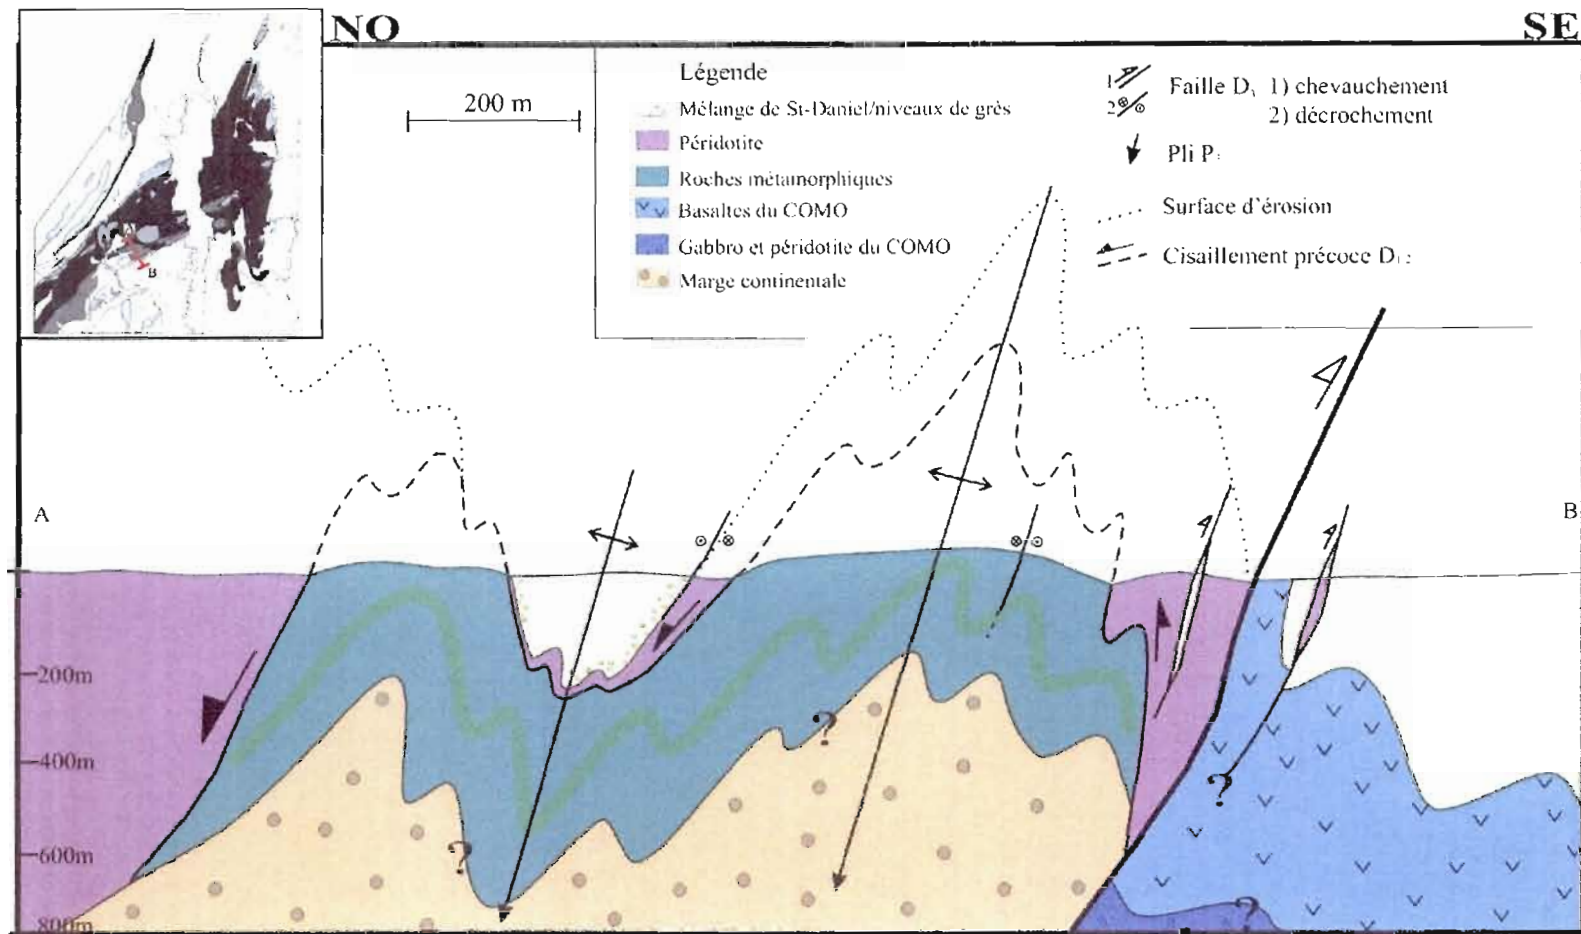 NO
SE
Légende
200 m
Mélange de St-Daniel/niveaux de grès
Péridotite
Roches métamorphiques
Basaltes du COMO
Gabbro et péridotite du COMO
Marge continentale
1
2
Faille D 1) chevauchement
2) décrochement
Pli P
Surface d'érosion
Cisaillement précoce D
A
B
A
B
200m
400m
600m
800m
?
?
?
?